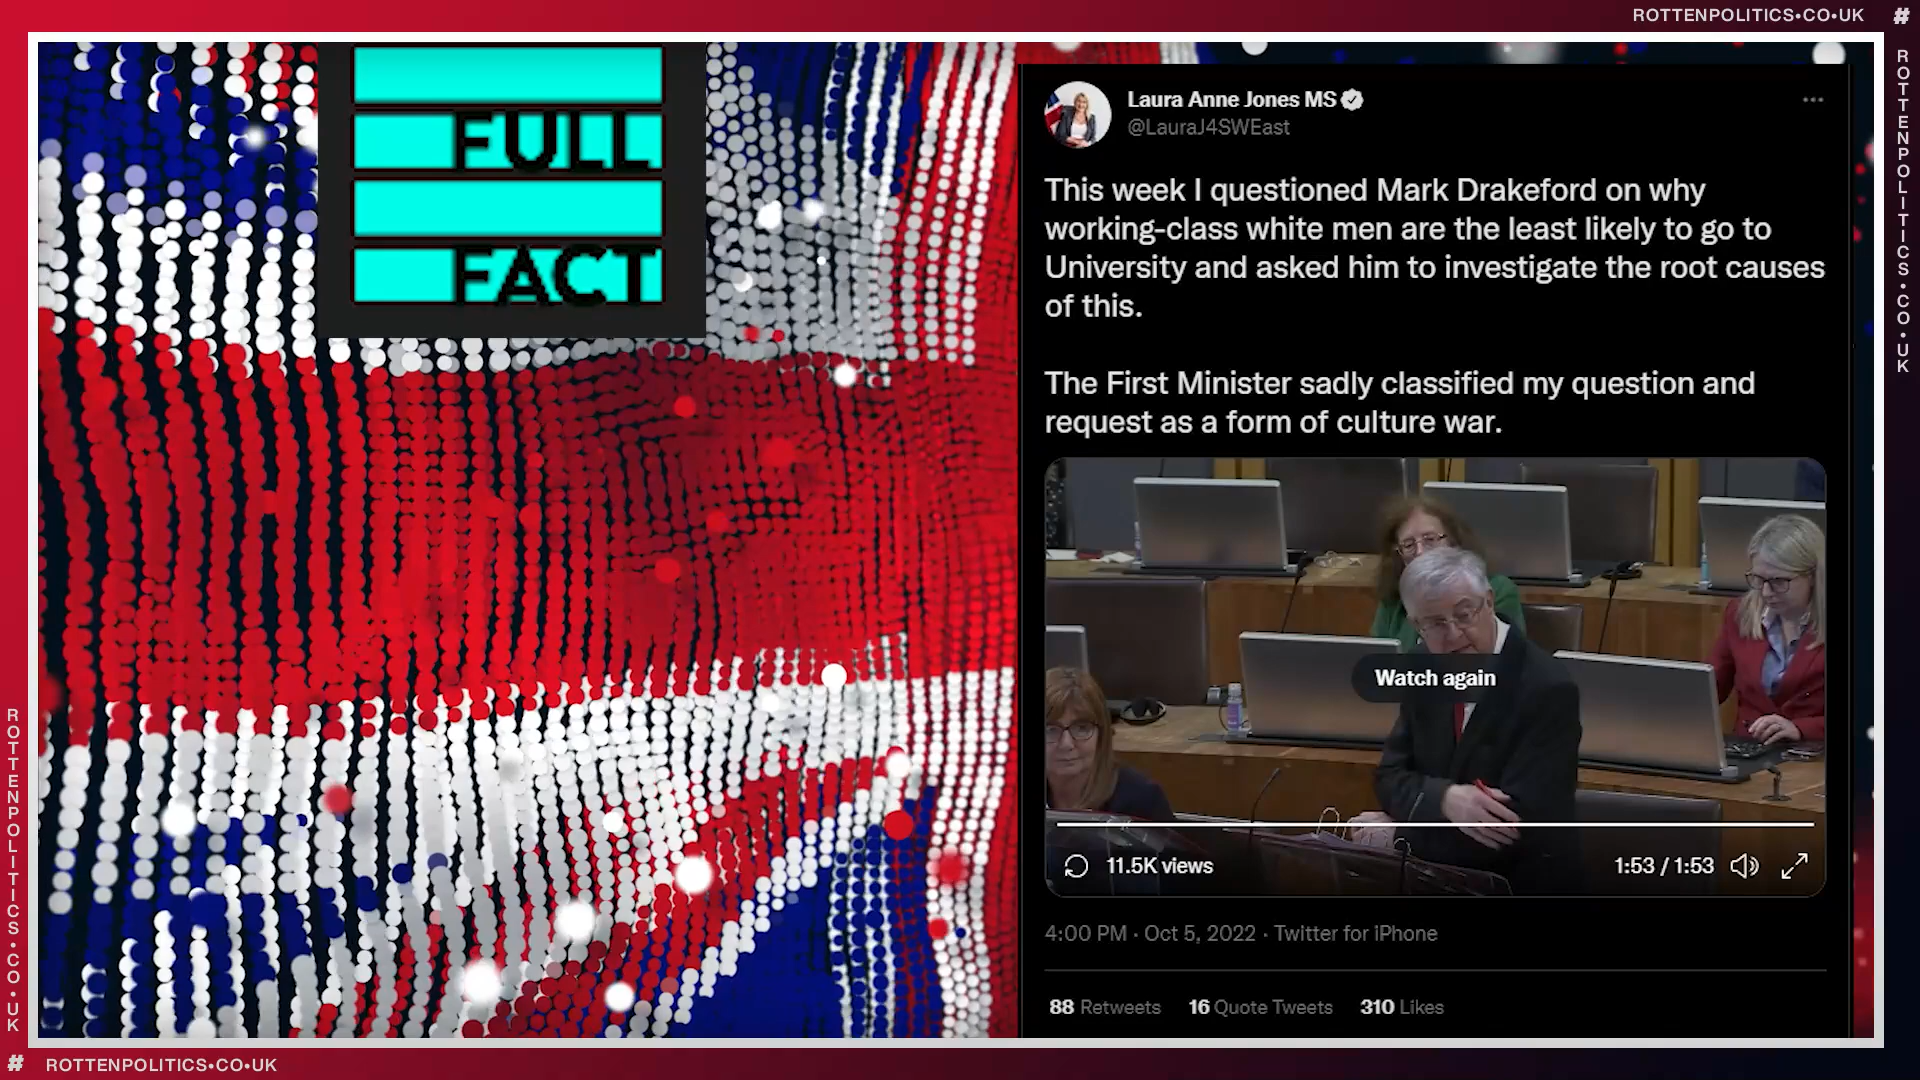 ROTTENPOLITICS•CO•UK #
FULL
FACT
Laura Anne Jones MS
@LauraJ4SWEast
This week I questioned Mark Drakeford on why
working-class white men are the least likely to go to
University and asked him to investigate the root causes
of this.
The First Minister sadly classified my question and
request as a form of culture war.
Watch again
11.5K views
1:53 / 1:53
4:00 PM · Oct 5, 2022 · Twitter for iPhone
88 Retweets 16 Quote Tweets 310 Likes
ROTTENPOLITICS•CO•UK
ROTTENPOLITICS•CO•UK
# ROTTENPOLITICS•CO•UK